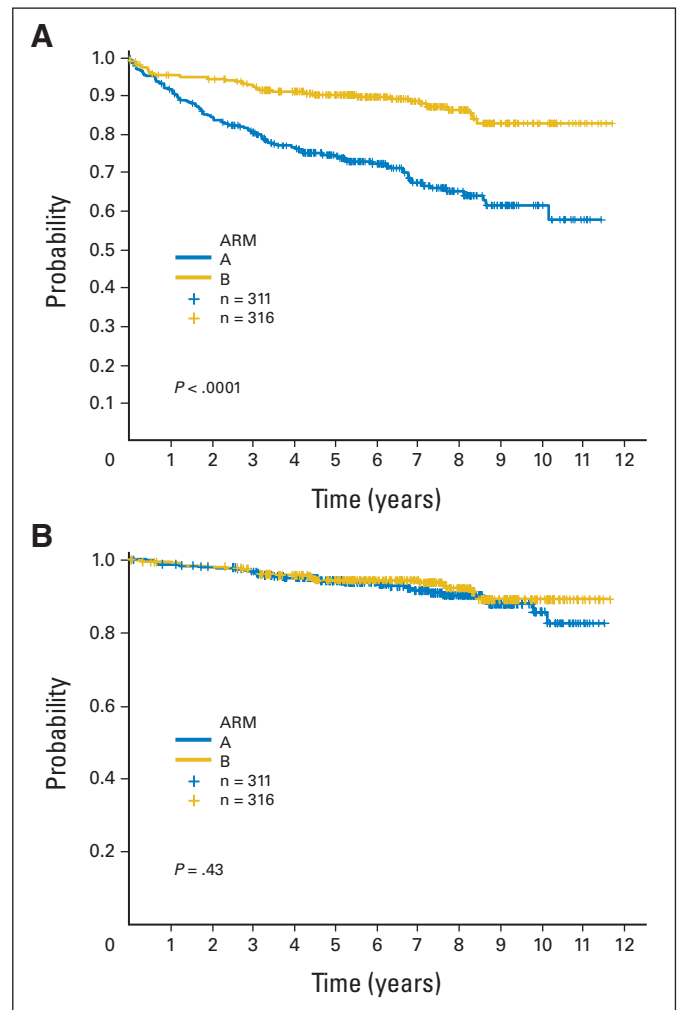 A
1.0
0.9
0.8
0.7
0.6
0.5
0.4
0.3
0.2
0.1
Probability
ARM
A
B
n = 311
n = 316
P < .0001
0 1 2 3 4 5 6 7 8 9 10 11 12
Time (years)
B
1.0
0.8
0.6
0.4
0.2
Probability
ARM
A
B
n = 311
n = 316
P = .43
0 1 2 3 4 5 6 7 8 9 10 11 12
Time (years)